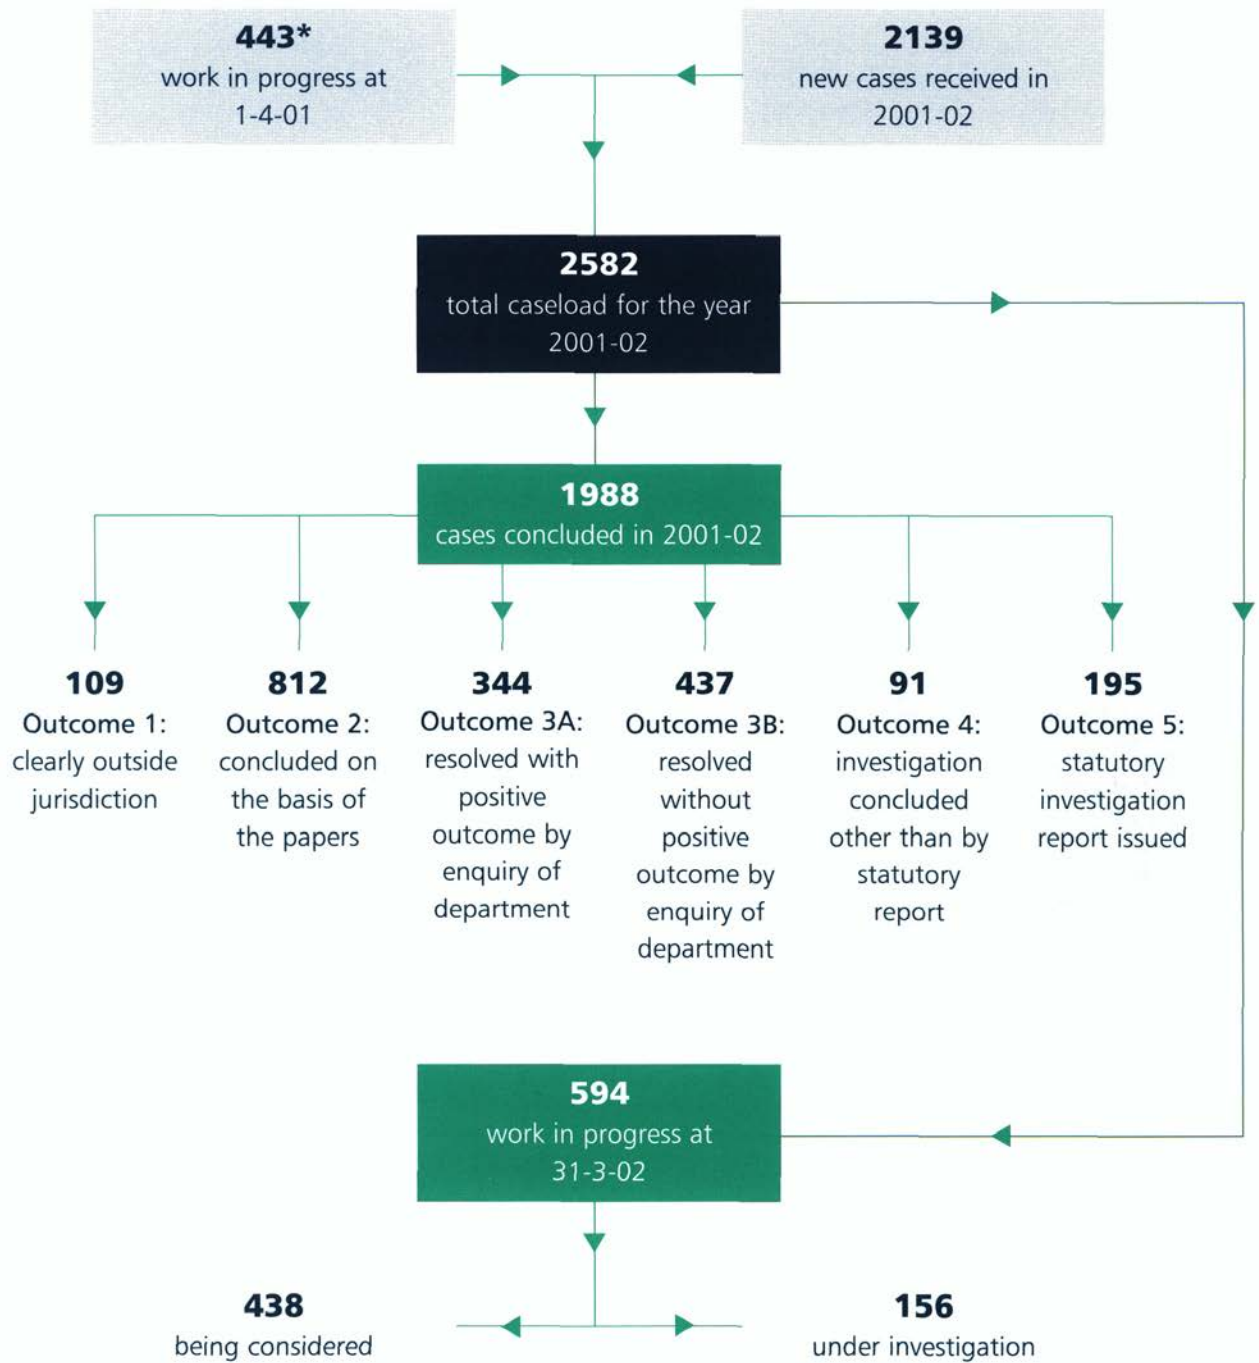 443*
work in progress at
1-4-01
2139
new cases received in
2001-02
2582
total caseload for the year
2001-02
1988
cases concluded in 2001-02
109
Outcome 1:
clearly outside
jurisdiction
812
Outcome 2:
concluded on
the basis of
the papers
344
Outcome 3A:
resolved with
positive
outcome by
enquiry of
department
437
Outcome 3B:
resolved
without
positive
outcome by
enquiry of
department
91
Outcome 4:
investigation
concluded
other than by
statutory
report
195
Outcome 5:
statutory
investigation
report issued
594
work in progress at
31-3-02
438
being considered
156
under investigation